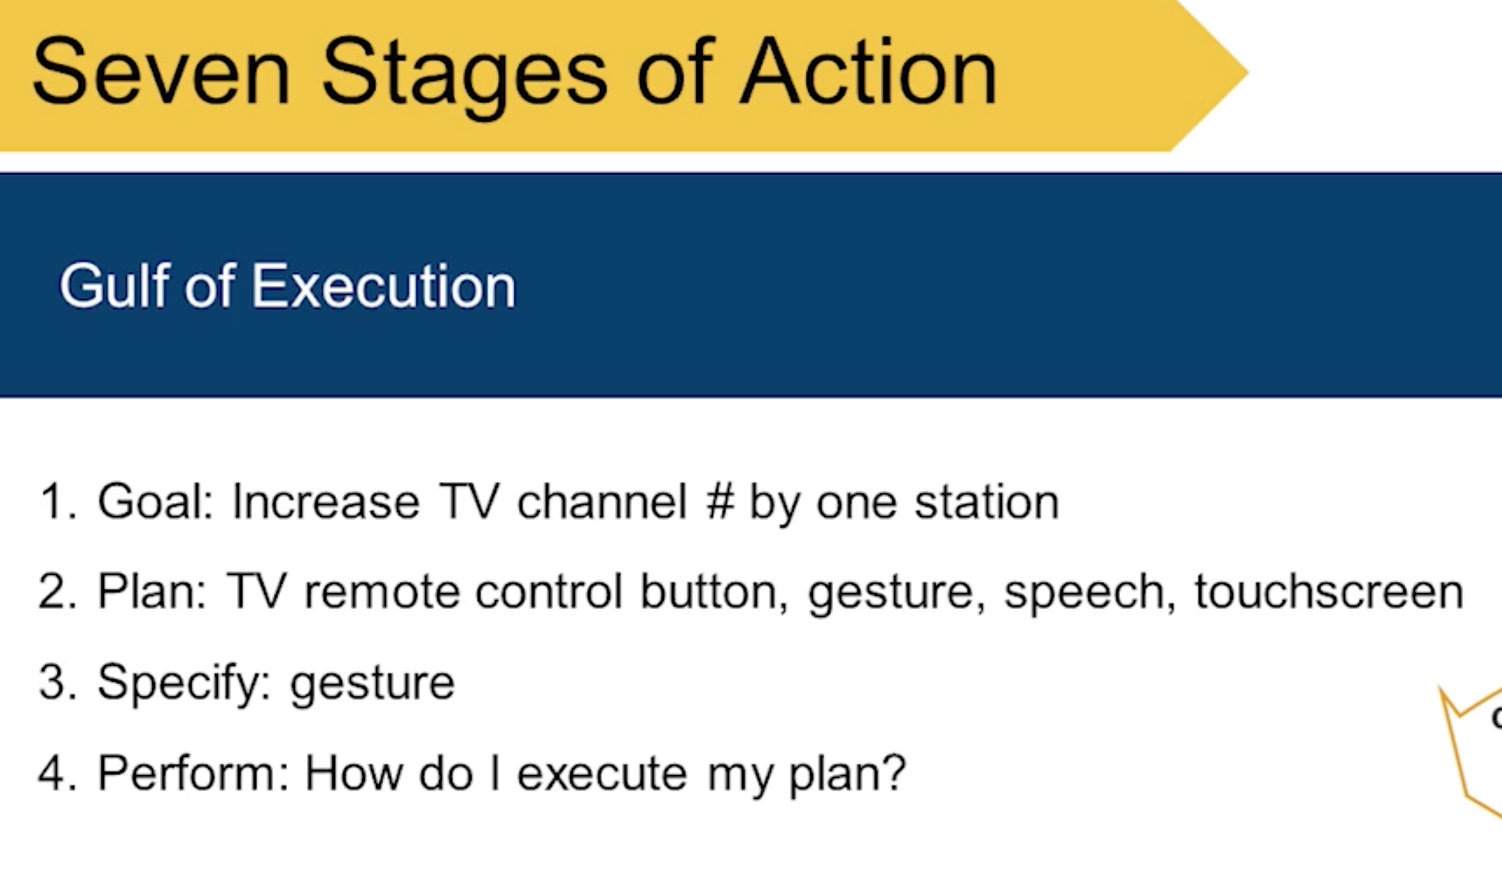 Seven Stages of Action
Gulf of Execution
1. Goal: Increase TV channel # by one station
2. Plan: TV remote control button, gesture, speech, touchscreen
3. Specify: gesture
4. Perform: How do I execute my plan?